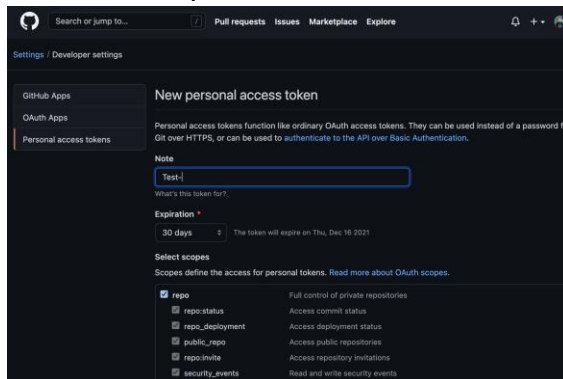 Search or jump to...
/
Pull requests Issues Marketplace Explore
Settings / Developer settings
GitHub Apps
OAuth Apps
Personal access tokens
New personal access token
Personal access tokens function like ordinary OAuth access tokens. They can be used instead of a password
Git over HTTPS, or can be used to authenticate to the API over Basic Authentication.
Note
Test-
What's this token for?
Expiration *
30 days
The token will expire on Thu, Dec 16 2021
Select scopes
Scopes define the access for personal tokens. Read more about OAuth scopes.
repo Full control of private repositories
repo:status Access commit status
repo_deployment Access deployment status
public_repo Access public repositories
repo:invite Access repository invitations
security_events Read and write security events